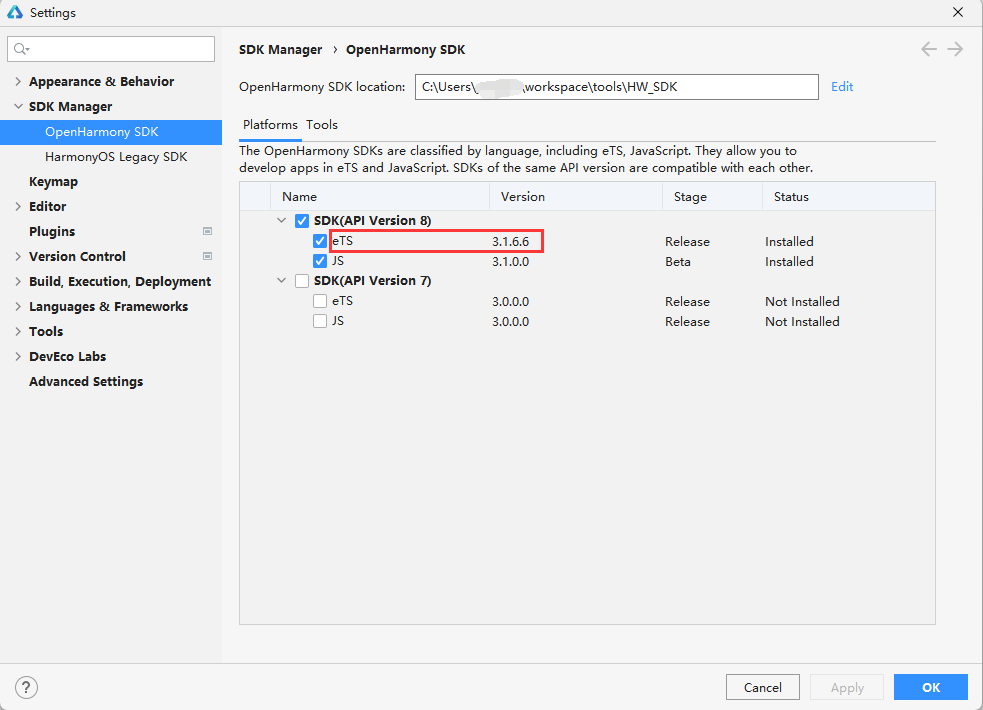 Settings
SDK Manager › OpenHarmony SDK
Appearance & Behavior
SDK Manager
OpenHarmony SDK
HarmonyOS Legacy SDK
Keymap
Editor
Plugins
Version Control
Build, Execution, Deployment
Languages & Frameworks
Tools
DevEco Labs
Advanced Settings
OpenHarmony SDK location: C:\Users\ \workspace\tools\HW_SDK Edit
Platforms Tools
The OpenHarmony SDKs are classified by language, including eTS, JavaScript. They allow you to
develop apps in eTS and JavaScript. SDKs of the same API version are compatible with each other.
Name Version Stage Status
SDK(API Version 8)
eTS 3.1.6.6 Release Installed
JS 3.1.0.0 Beta Installed
SDK(API Version 7)
eTS 3.0.0.0 Release Not Installed
JS 3.0.0.0 Release Not Installed
? Cancel Apply OK